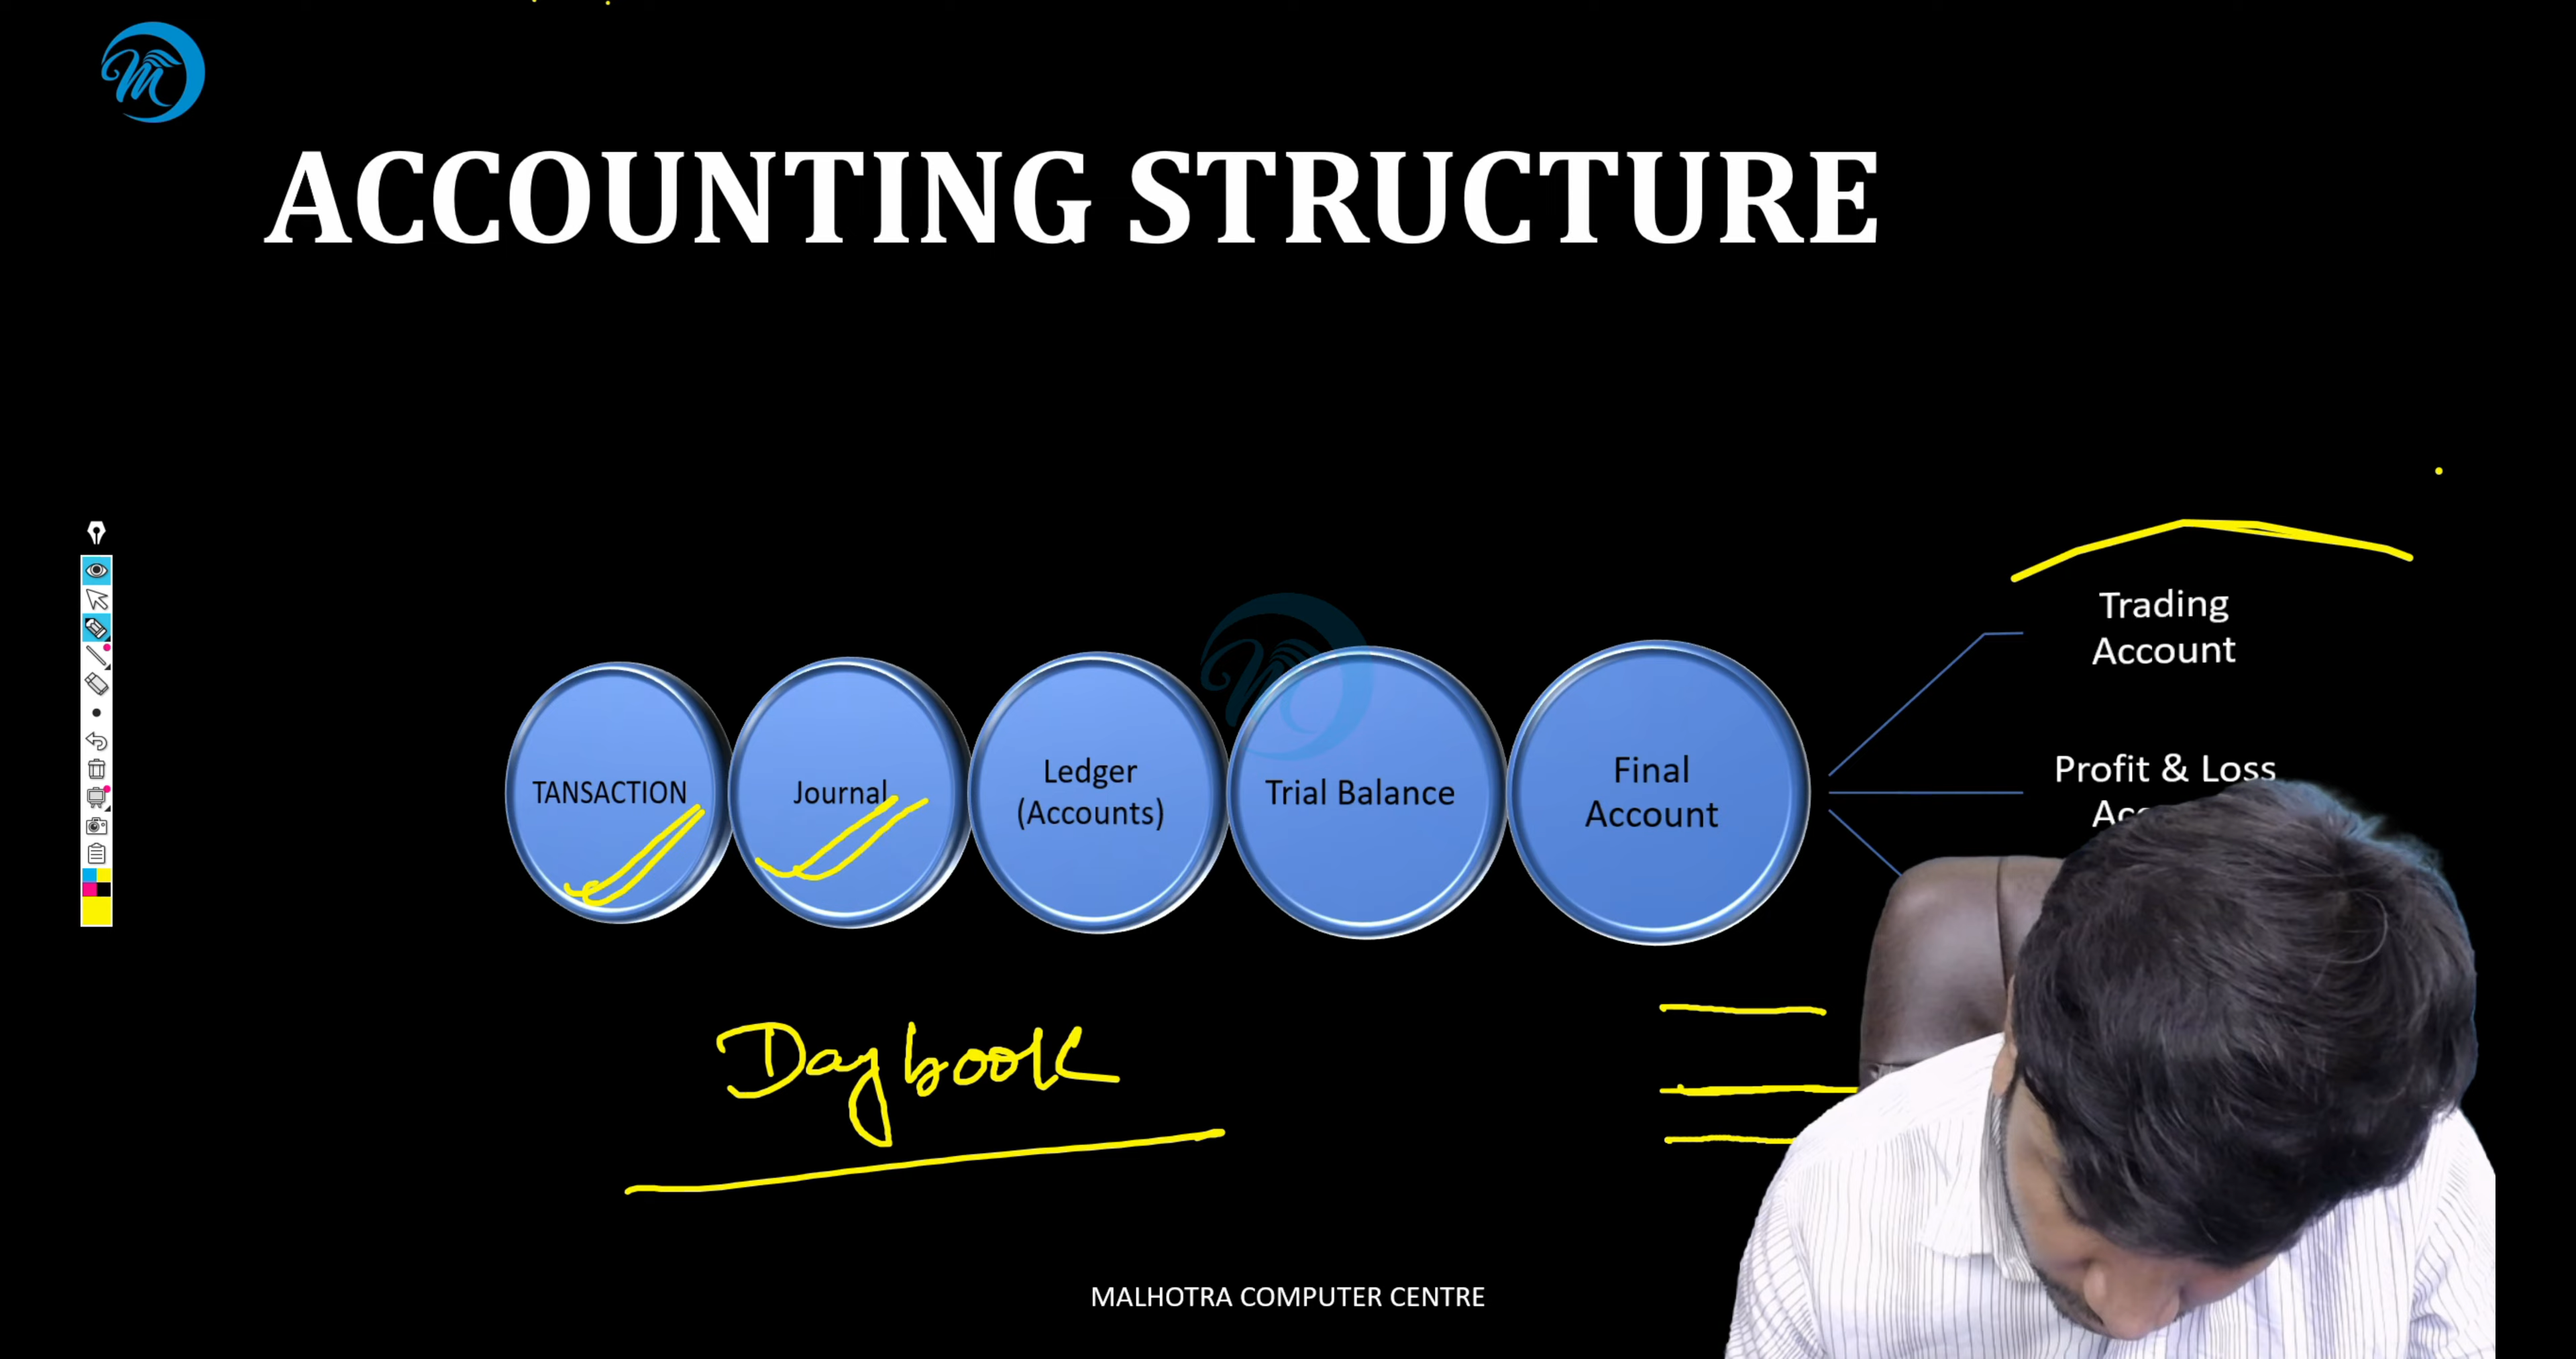 ACCOUNTING STRUCTURE
TANSACTION
Journal
Ledger
(Accounts)
Trial Balance
Final
Account
Trading
Account
Profit & Loss
Daybook
MALHOTRA COMPUTER CENTRE